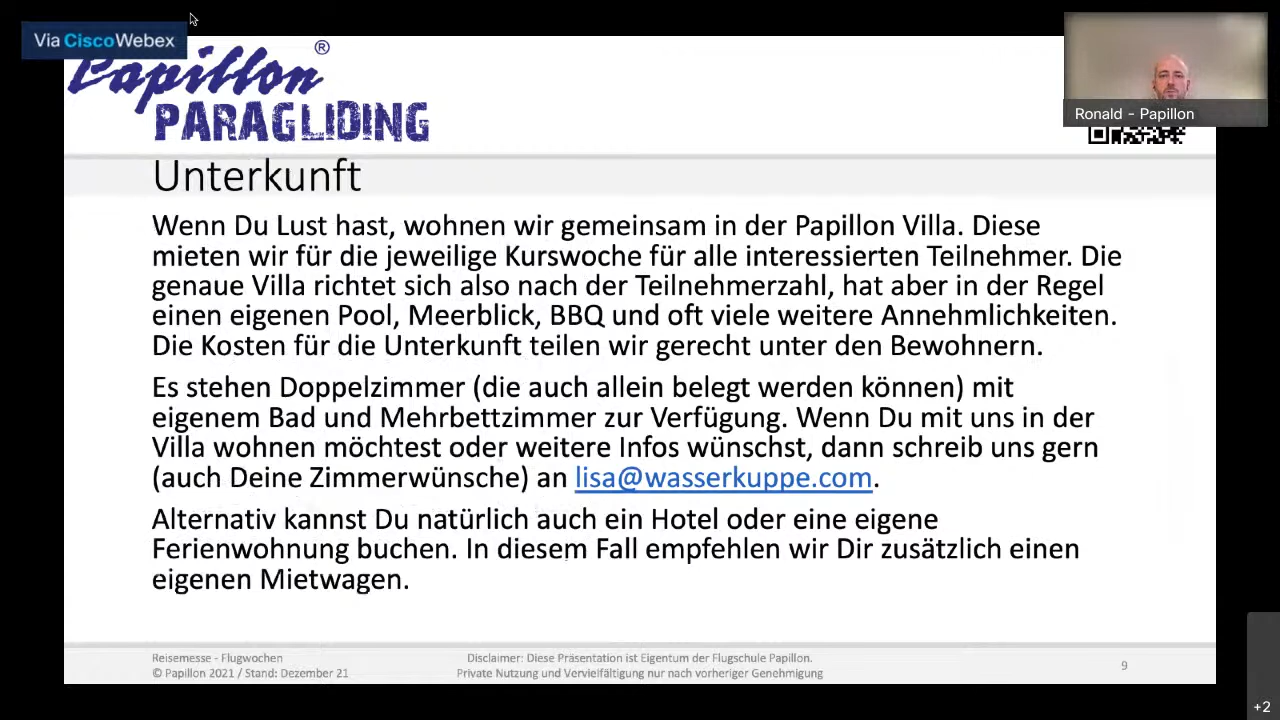 Via CiscoWebex
Papillon®
PARAGLIDING
Ronald - Papillon
Unterkunft
Wenn Du Lust hast, wohnen wir gemeinsam in der Papillon Villa. Diese
mieten wir für die jeweilige Kurswoche für alle interessierten Teilnehmer. Die
genaue Villa richtet sich also nach der Teilnehmerzahl, hat aber in der Regel
einen eigenen Pool, Meerblick, BBQ und oft viele weitere Annehmlichkeiten.
Die Kosten für die Unterkunft teilen wir gerecht unter den Bewohnern.
Es stehen Doppelzimmer (die auch allein belegt werden können) mit
eigenem Bad und Mehrbettzimmer zur Verfügung. Wenn Du mit uns in der
Villa wohnen möchtest oder weitere Infos wünschst, dann schreib uns gern
(auch Deine Zimmerwünsche) an lisa@wasserkuppe.com.
Alternativ kannst Du natürlich auch ein Hotel oder eine eigene
Ferienwohnung buchen. In diesem Fall empfehlen wir Dir zusätzlich einen
eigenen Mietwagen.
Reisemesse - Flugwochen
© Papillon 2021 / Stand: Dezember 21
Disclaimer: Diese Präsentation ist Eigentum der Flugschule Papillon.
Private Nutzung und Vervielfältigung nur nach vorheriger Genehmigung
9
+2